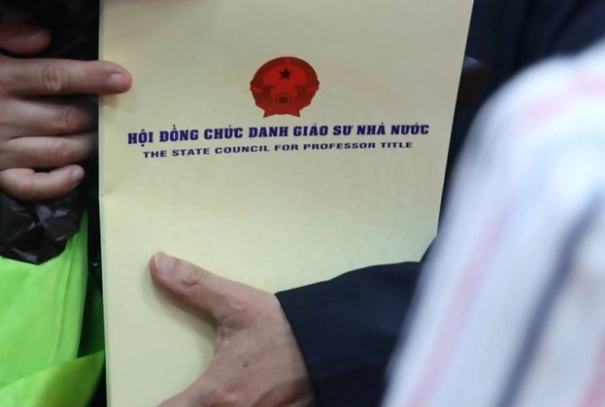 HỘI ĐỒNG CHỨC DANH GIÁO SƯ NHÀ NƯỚC
THE STATE COUNCIL FOR PROFESSOR TITLE